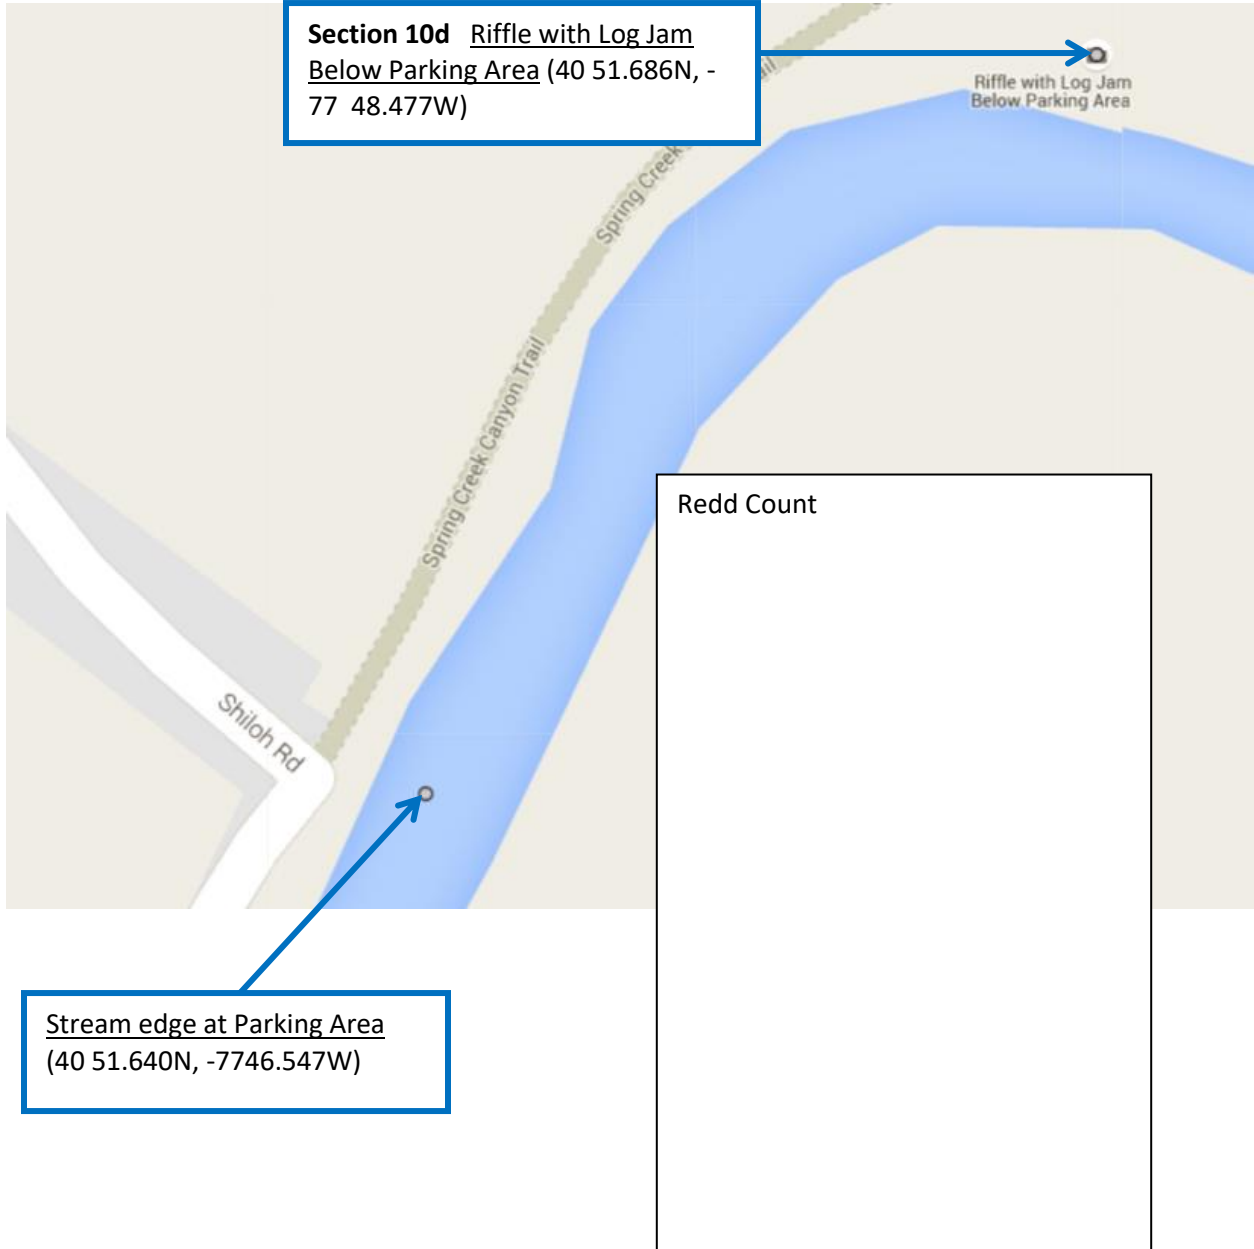 Section 10d Riffle with Log Jam
Below Parking Area (40 51.686N, -
77 48.477W)
ail
Riffle with Log Jam
Below Parking Area
Spring Creek
Spring Creek Canyon Trail
Redd Count
Shiloh Rd
Stream edge at Parking Area
(40 51.640N, -7746.547W)